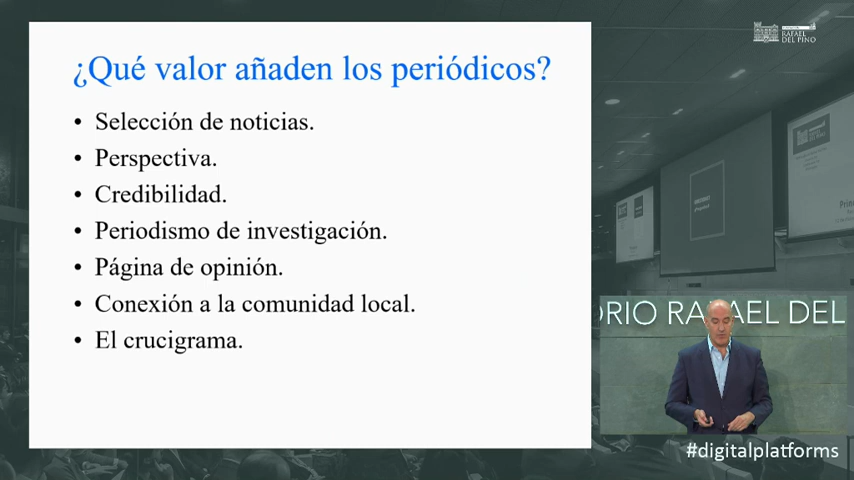 ¿Qué valor añaden los periódicos?
• Selección de noticias.
• Perspectiva.
• Credibilidad.
• Periodismo de investigación.
• Página de opinión.
• Conexión a la comunidad local.
• El crucigrama.
RAFAEL
DEL PINO
ORIO RAFAEL DEL
#digitalplatforms